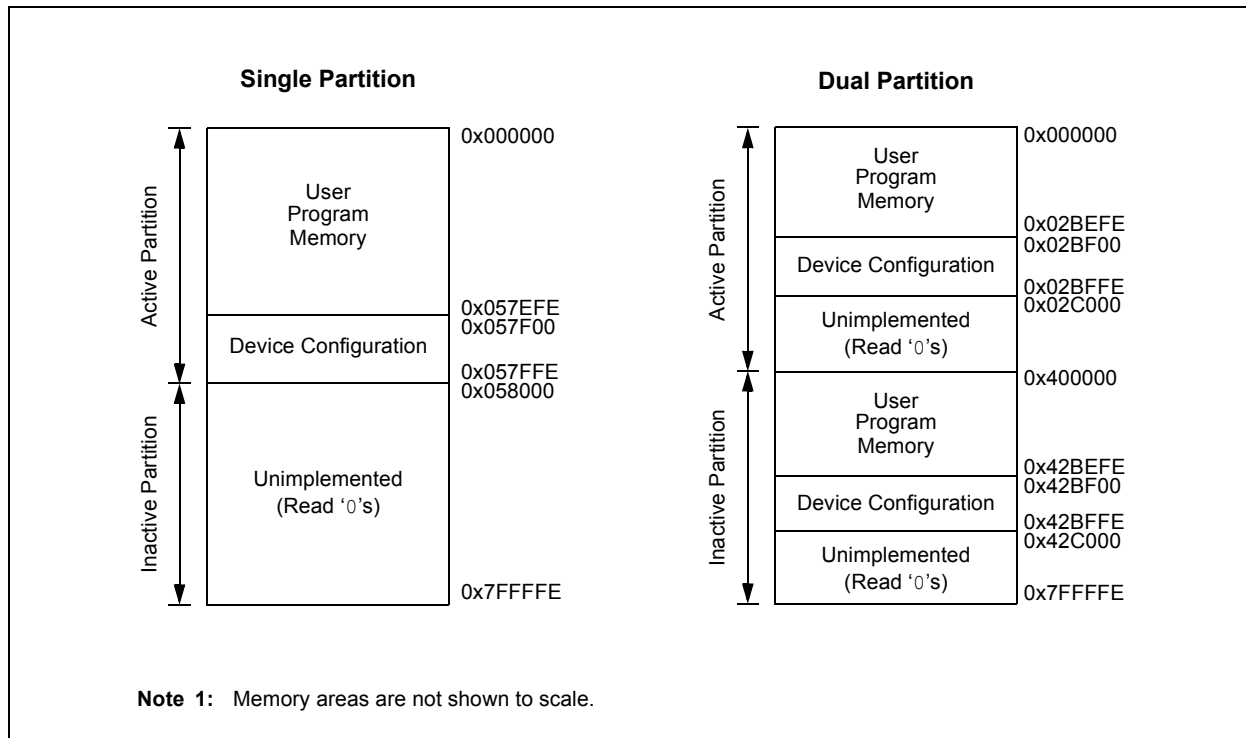 Single Partition
Active Partition
Inactive Partition
User
Program
Memory
0x000000
0x057EFE
0x057F00
Device Configuration
0x057FFE
0x058000
Unimplemented
(Read ‘0’s)
0x7FFFFE
Dual Partition
Active Partition
Inactive Partition
0x000000
User
Program
Memory
0x02BEFE
0x02BF00
Device Configuration
0x02BFFE
0x02C000
Unimplemented
(Read ‘0’s)
0x400000
User
Program
Memory
0x42BEFE
0x42BF00
Device Configuration
0x42BFFE
0x42C000
Unimplemented
(Read ‘0’s)
0x7FFFFE
Note 1: Memory areas are not shown to scale.